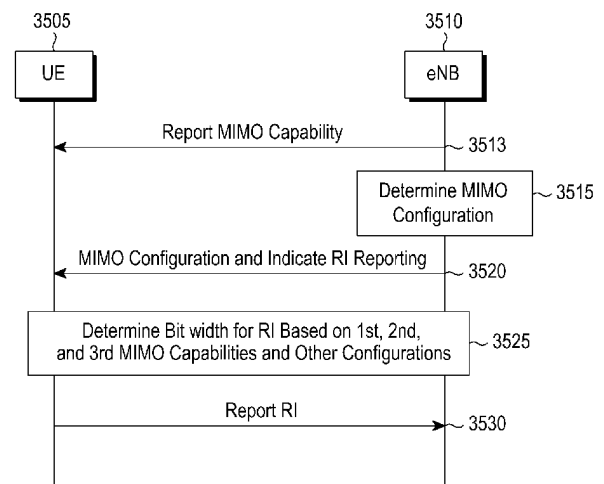 3505
3510
UE
eNB
Report MIMO Capability
3513
Determine MIMO
Configuration
3515
MIMO Configuration and Indicate RI Reporting
3520
Determine Bit width for RI Based on 1st, 2nd,
and 3rd MIMO Capabilities and Other Configurations
3525
Report RI
3530